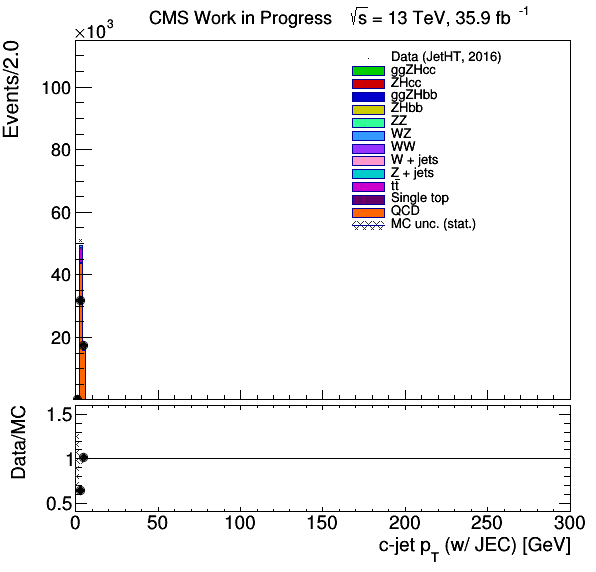 CMS Work in Progress √s = 13 TeV, 35.9 fb⁻¹
×10³
Events/2.0
100
80
60
40
20
Data (JetHT, 2016)
ggZHcc
ZHcc
ggZHbb
ZHbb
ZZ
WZ
WW
W + jets
Z + jets
tt̄
Single top
QCD
MC unc. (stat.)
Data/MC
1.5
1
0.5
0 50 100 150 200 250 300
c-jet p_T (w/ JEC) [GeV]